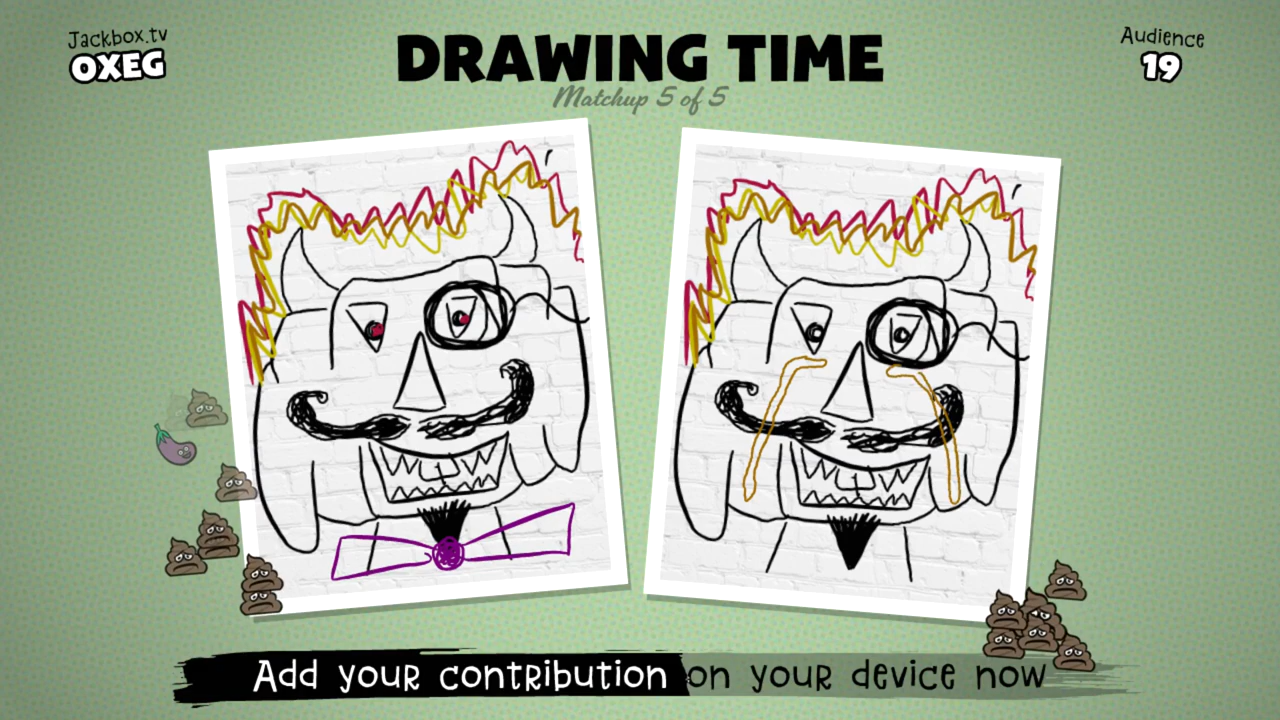 Jackbox.tv
OXEG
DRAWING TIME
Matchup 5 of 5
Audience
19
Add your contribution on your device now